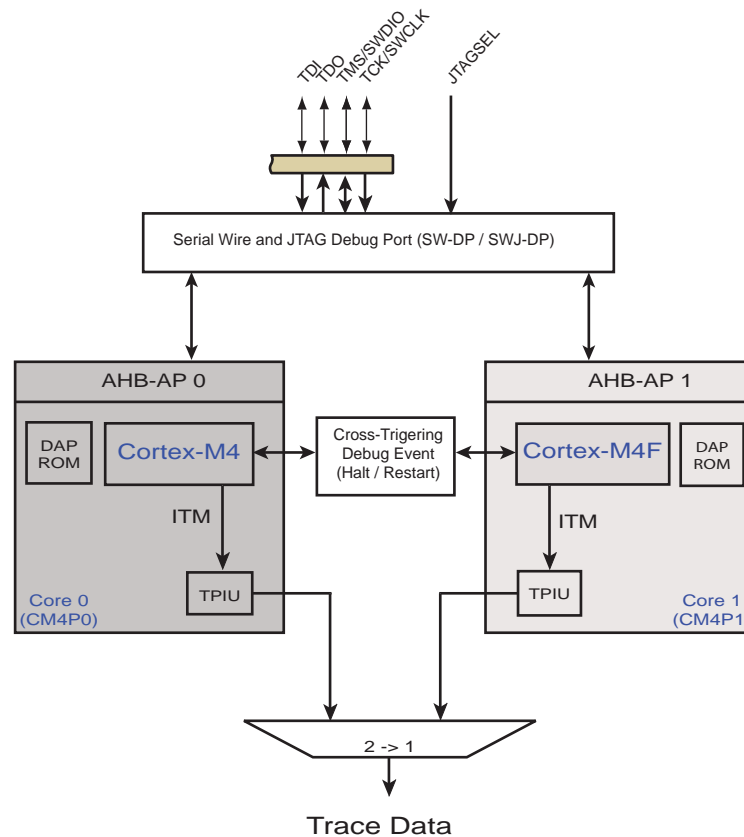 TDI
TDO
TMS/SWDIO
TCK/SWCLK
JTAGSEL
Serial Wire and JTAG Debug Port (SW-DP / SWJ-DP)
AHB-AP 0
AHB-AP 1
DAP
ROM
Cortex-M4
Cross-Trigering
Debug Event
(Halt / Restart)
Cortex-M4F
DAP
ROM
ITM
ITM
TPIU
TPIU
Core 0
(CM4P0)
Core 1
(CM4P1
2 -> 1
Trace Data